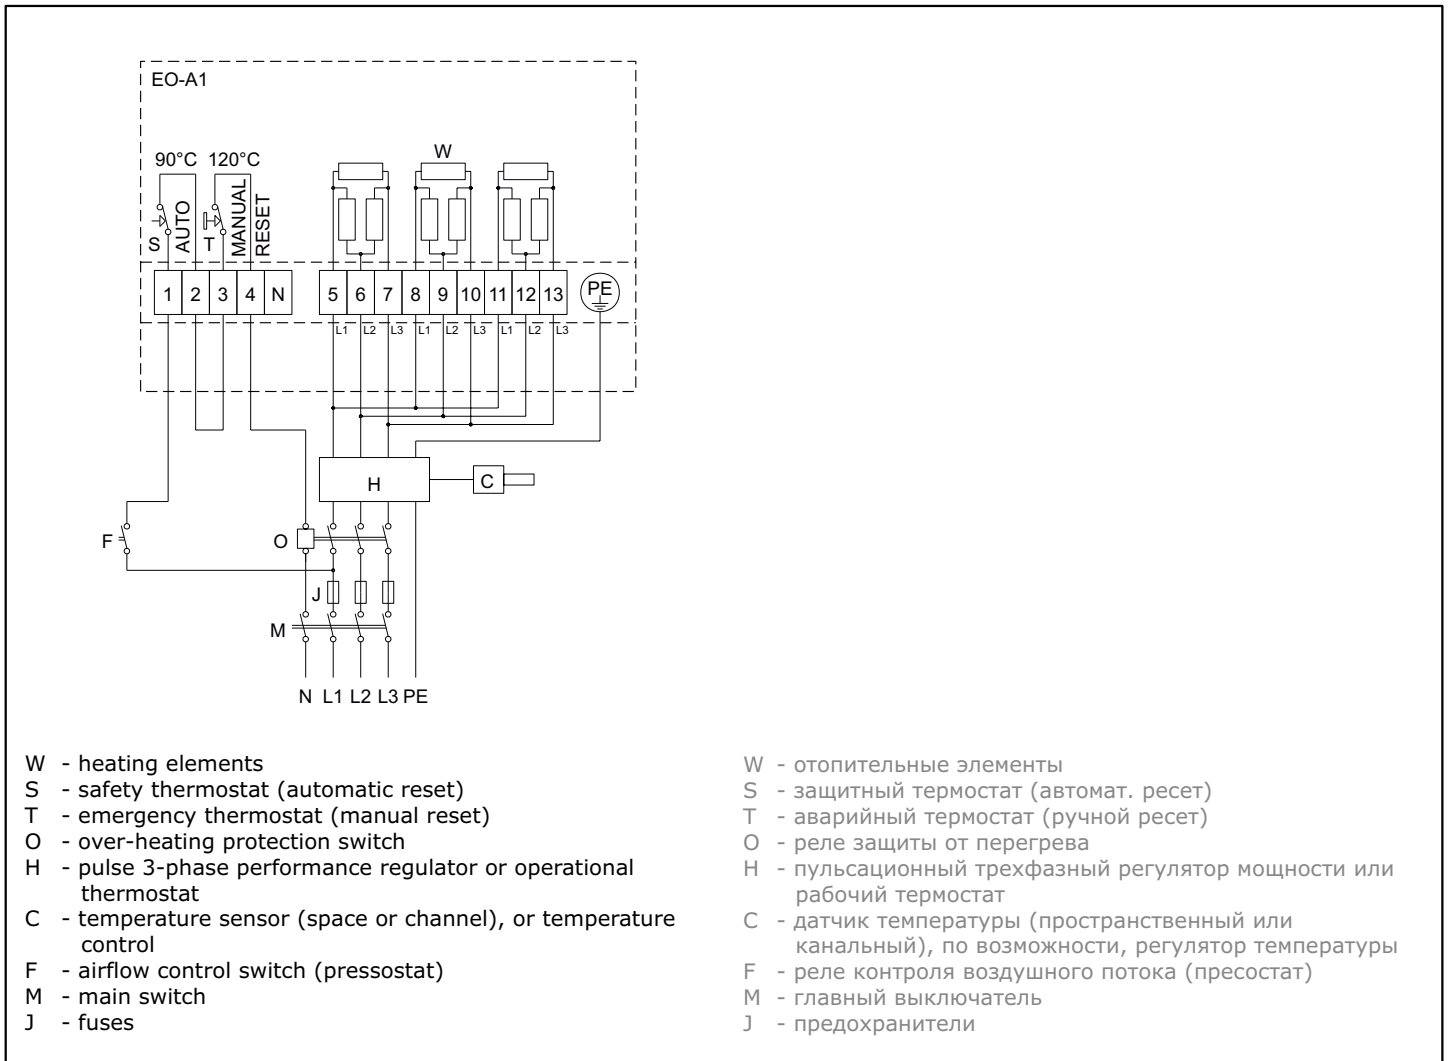 EO-A1
90°C 120°C
W
S
AUTO
T
MANUAL
RESET
1 2 3 4 N 5 6 7 8 9 10 11 12 13 PE
L1 L2 L3 L1 L2 L3 L1 L2 L3
H
C
F
O
J
M
N L1 L2 L3 PE
W - heating elements
S - safety thermostat (automatic reset)
T - emergency thermostat (manual reset)
O - over-heating protection switch
H - pulse 3-phase performance regulator or operational
thermostat
C - temperature sensor (space or channel), or temperature
control
F - airflow control switch (pressostat)
M - main switch
J - fuses
W - отопительные элементы
S - защитный термостат (автомат. ресет)
T - аварийный термостат (ручной ресет)
O - реле защиты от перегрева
H - пульсационный трехфазный регулятор мощности или
рабочий термостат
C - датчик температуры (пространственный или
канальный), по возможности, регулятор температуры
F - реле контроля воздушного потока (пресостат)
M - главный выключатель
J - предохранители